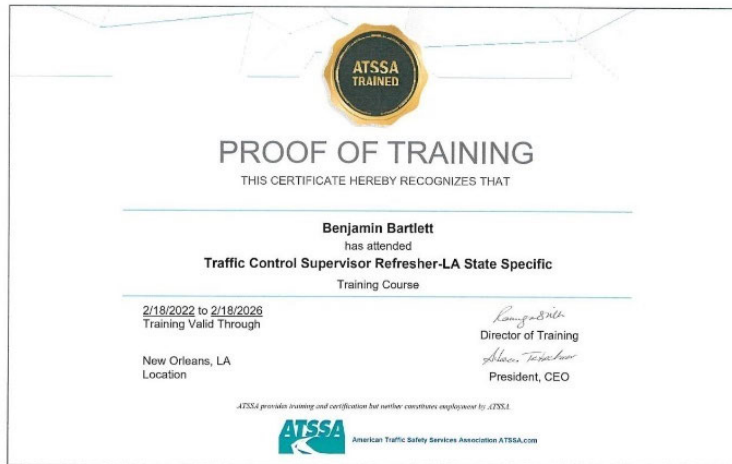 ATSSA
TRAINED
PROOF OF TRAINING
THIS CERTIFICATE HEREBY RECOGNIZES THAT
Benjamin Bartlett
has attended
Traffic Control Supervisor Refresher-LA State Specific
Training Course
2/18/2022 to 2/18/2026
Training Valid Through
Director of Training
New Orleans, LA
Location
President, CEO
ATSSA provides training and certification but neither constitutes employment by ATSSA.
ATSSA
American Traffic Safety Services Association ATSSA.com